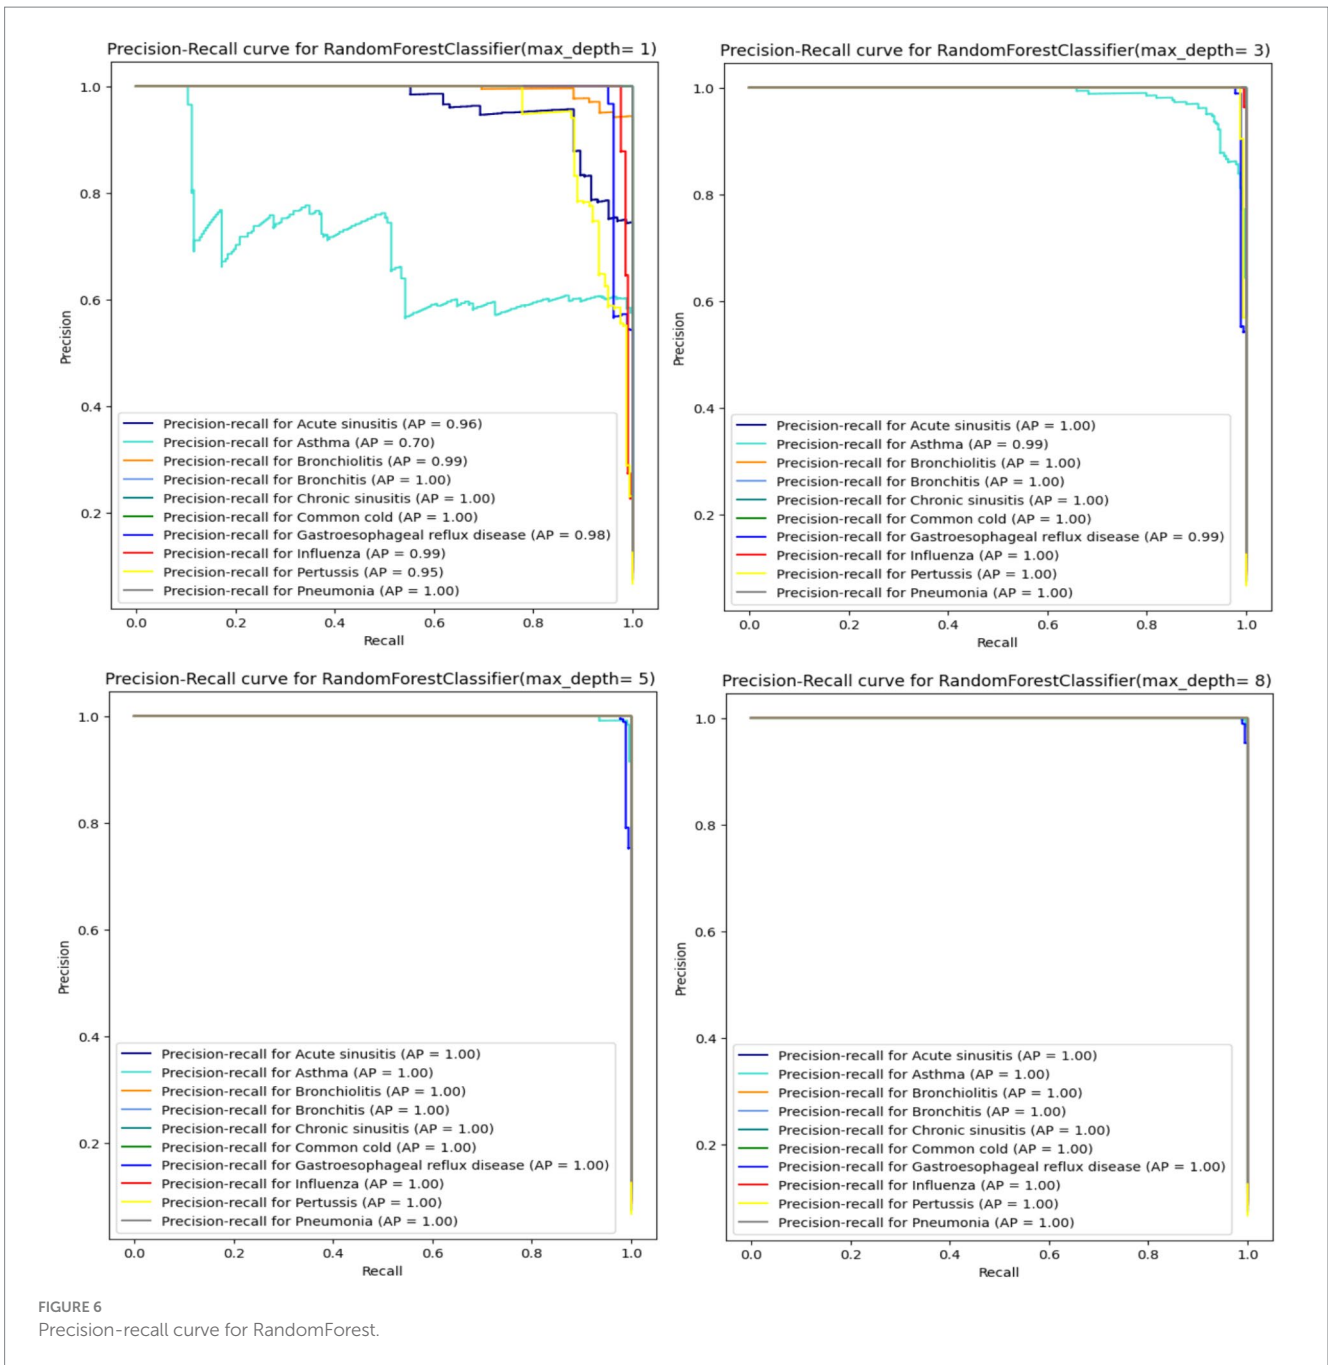 Precision-Recall curve for RandomForestClassifier(max_depth= 1)
1.0
0.8
0.6
0.4
0.2
Precision
Precision-recall for Acute sinusitis (AP = 0.96)
Precision-recall for Asthma (AP = 0.70)
Precision-recall for Bronchiolitis (AP = 0.99)
Precision-recall for Bronchitis (AP = 1.00)
Precision-recall for Chronic sinusitis (AP = 1.00)
Precision-recall for Common cold (AP = 1.00)
Precision-recall for Gastroesophageal reflux disease (AP = 0.98)
Precision-recall for Influenza (AP = 0.99)
Precision-recall for Pertussis (AP = 0.95)
Precision-recall for Pneumonia (AP = 1.00)
0.0 0.2 0.4 0.6 0.8 1.0
Recall
Precision-Recall curve for RandomForestClassifier(max_depth= 3)
1.0
0.8
0.6
0.4
0.2
Precision
Precision-recall for Acute sinusitis (AP = 1.00)
Precision-recall for Asthma (AP = 0.99)
Precision-recall for Bronchiolitis (AP = 1.00)
Precision-recall for Bronchitis (AP = 1.00)
Precision-recall for Chronic sinusitis (AP = 1.00)
Precision-recall for Common cold (AP = 1.00)
Precision-recall for Gastroesophageal reflux disease (AP = 0.99)
Precision-recall for Influenza (AP = 1.00)
Precision-recall for Pertussis (AP = 1.00)
Precision-recall for Pneumonia (AP = 1.00)
0.0 0.2 0.4 0.6 0.8 1.0
Recall
Precision-Recall curve for RandomForestClassifier(max_depth= 5)
1.0
0.8
0.6
0.4
0.2
Precision
Precision-recall for Acute sinusitis (AP = 1.00)
Precision-recall for Asthma (AP = 1.00)
Precision-recall for Bronchiolitis (AP = 1.00)
Precision-recall for Bronchitis (AP = 1.00)
Precision-recall for Chronic sinusitis (AP = 1.00)
Precision-recall for Common cold (AP = 1.00)
Precision-recall for Gastroesophageal reflux disease (AP = 1.00)
Precision-recall for Influenza (AP = 1.00)
Precision-recall for Pertussis (AP = 1.00)
Precision-recall for Pneumonia (AP = 1.00)
0.0 0.2 0.4 0.6 0.8 1.0
Recall
Precision-Recall curve for RandomForestClassifier(max_depth= 8)
1.0
0.8
0.6
0.4
0.2
Precision
Precision-recall for Acute sinusitis (AP = 1.00)
Precision-recall for Asthma (AP = 1.00)
Precision-recall for Bronchiolitis (AP = 1.00)
Precision-recall for Bronchitis (AP = 1.00)
Precision-recall for Chronic sinusitis (AP = 1.00)
Precision-recall for Common cold (AP = 1.00)
Precision-recall for Gastroesophageal reflux disease (AP = 1.00)
Precision-recall for Influenza (AP = 1.00)
Precision-recall for Pertussis (AP = 1.00)
Precision-recall for Pneumonia (AP = 1.00)
0.0 0.2 0.4 0.6 0.8 1.0
Recall
FIGURE 6
Precision-recall curve for RandomForest.